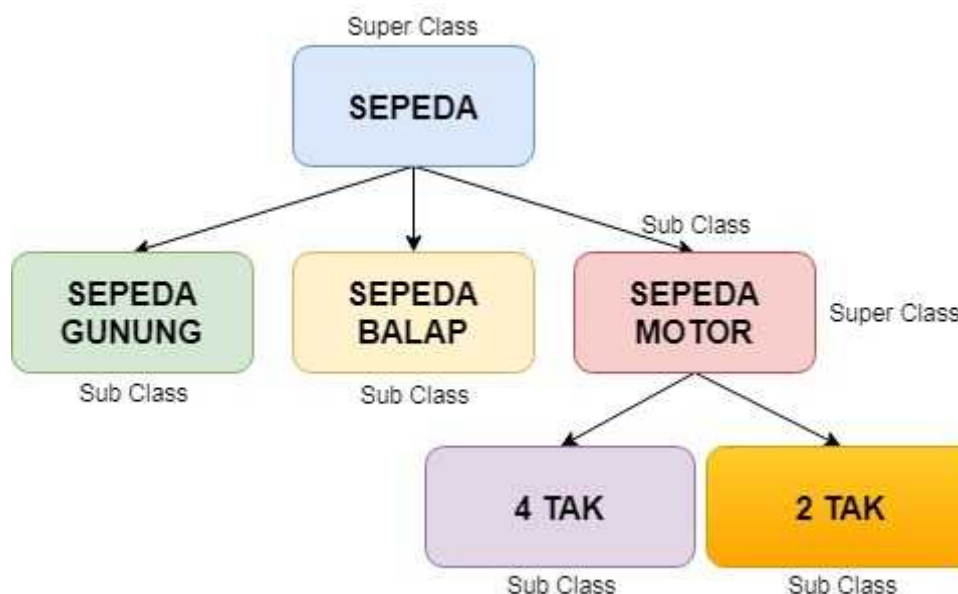 Super Class
SEPEDA
Sub Class
SEPEDA
GUNUNG
SEPEDA
BALAP
SEPEDA
MOTOR
Super Class
Sub Class
Sub Class
4 TAK
2 TAK
Sub Class
Sub Class